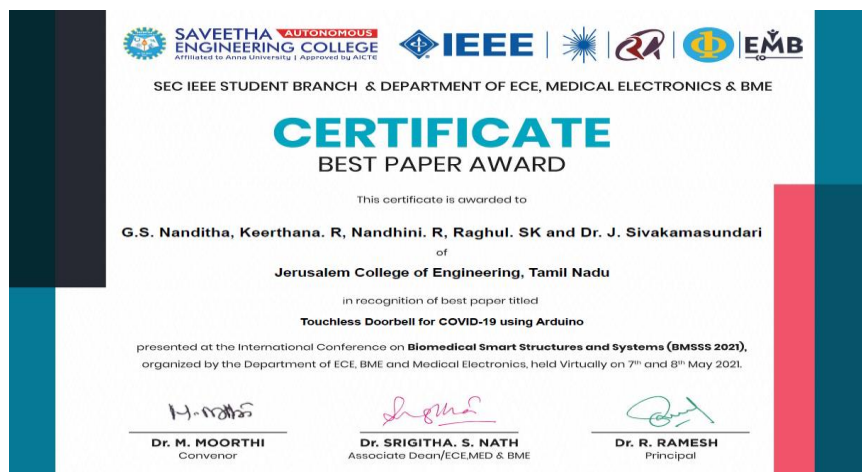 SAVEETHA AUTONOMOUS
ENGINEERING COLLEGE
Affiliated to Anna University | Approved by AICTE
IEEE
EMB
SEC IEEE STUDENT BRANCH & DEPARTMENT OF ECE, MEDICAL ELECTRONICS & BME
CERTIFICATE
BEST PAPER AWARD
This certificate is awarded to
G.S. Nanditha, Keerthana. R, Nandhini. R, Raghul. SK and Dr. J. Sivakamasundari
of
Jerusalem College of Engineering, Tamil Nadu
in recognition of best paper titled
Touchless Doorbell for COVID-19 using Arduino
presented at the International Conference on Biomedical Smart Structures and Systems (BMSSS 2021),
organized by the Department of ECE, BME and Medical Electronics, held Virtually on 7th and 8th May 2021.
Dr. M. MOORTHI
Convenor
Dr. SRIGITHA. S. NATH
Associate Dean/ECE,MED & BME
Dr. R. RAMESH
Principal